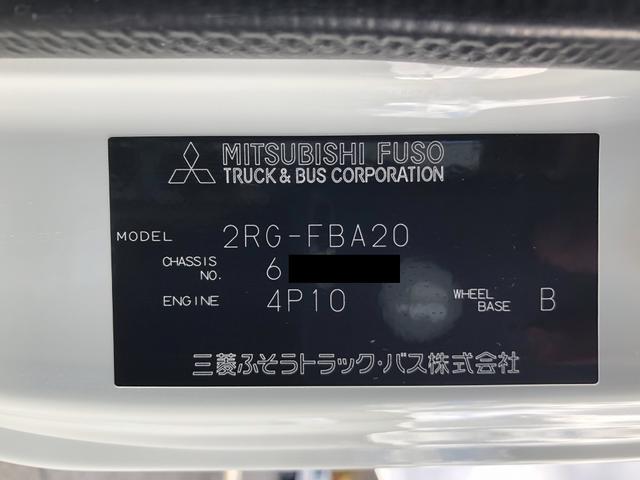 MITSUBISHI FUSO
TRUCK & BUS CORPORATION
MODEL 2RG-FBA20
CHASSIS NO. 6
ENGINE 4P10 WHEEL BASE B
三菱ふそうトラック・バス株式会社